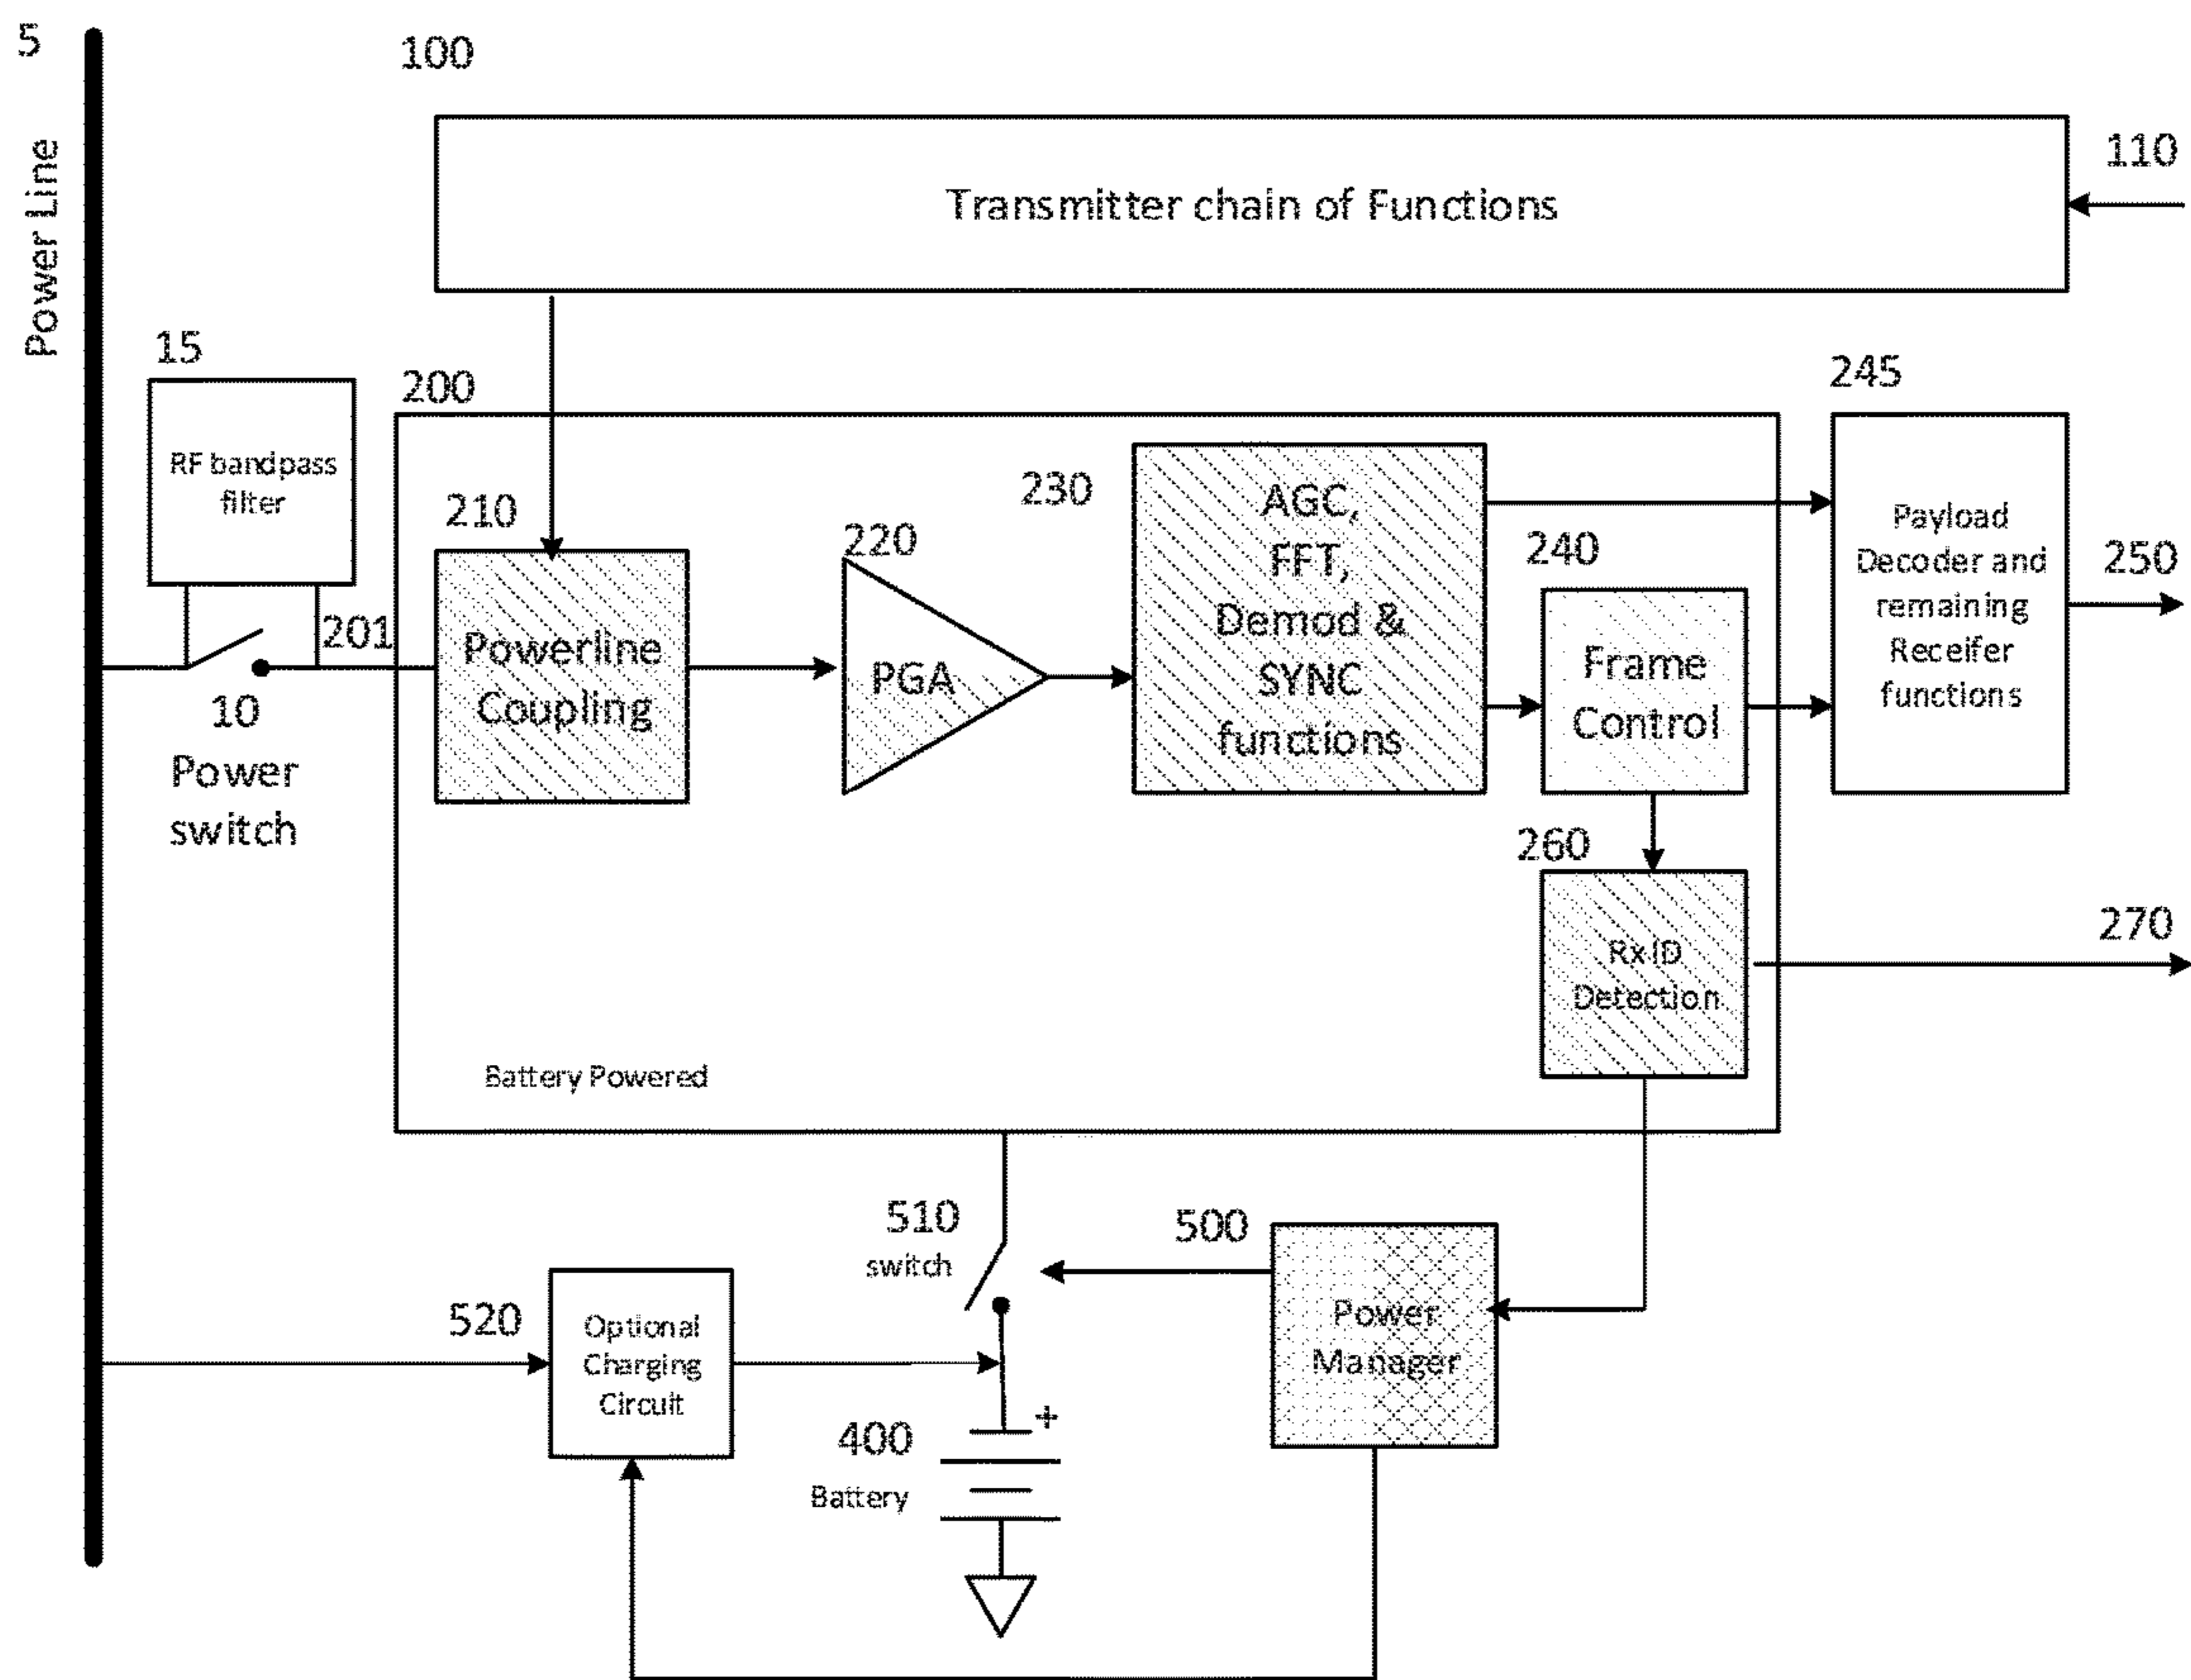 5
Power Line
100
Transmitter chain of Functions
110
15
RF bandpass
filter
201
10
Power
switch
200
210
Powerline
Coupling
220
PGA
230
AGC,
FFT,
Demod &
SYNC
functions
240
Frame
Control
245
Payload
Decoder and
remaining
Receifer
functions
250
260
Rx ID
Detection
270
Battery Powered
510
switch
500
Power
Manager
520
Optional
Charging
Circuit
+
400
Battery